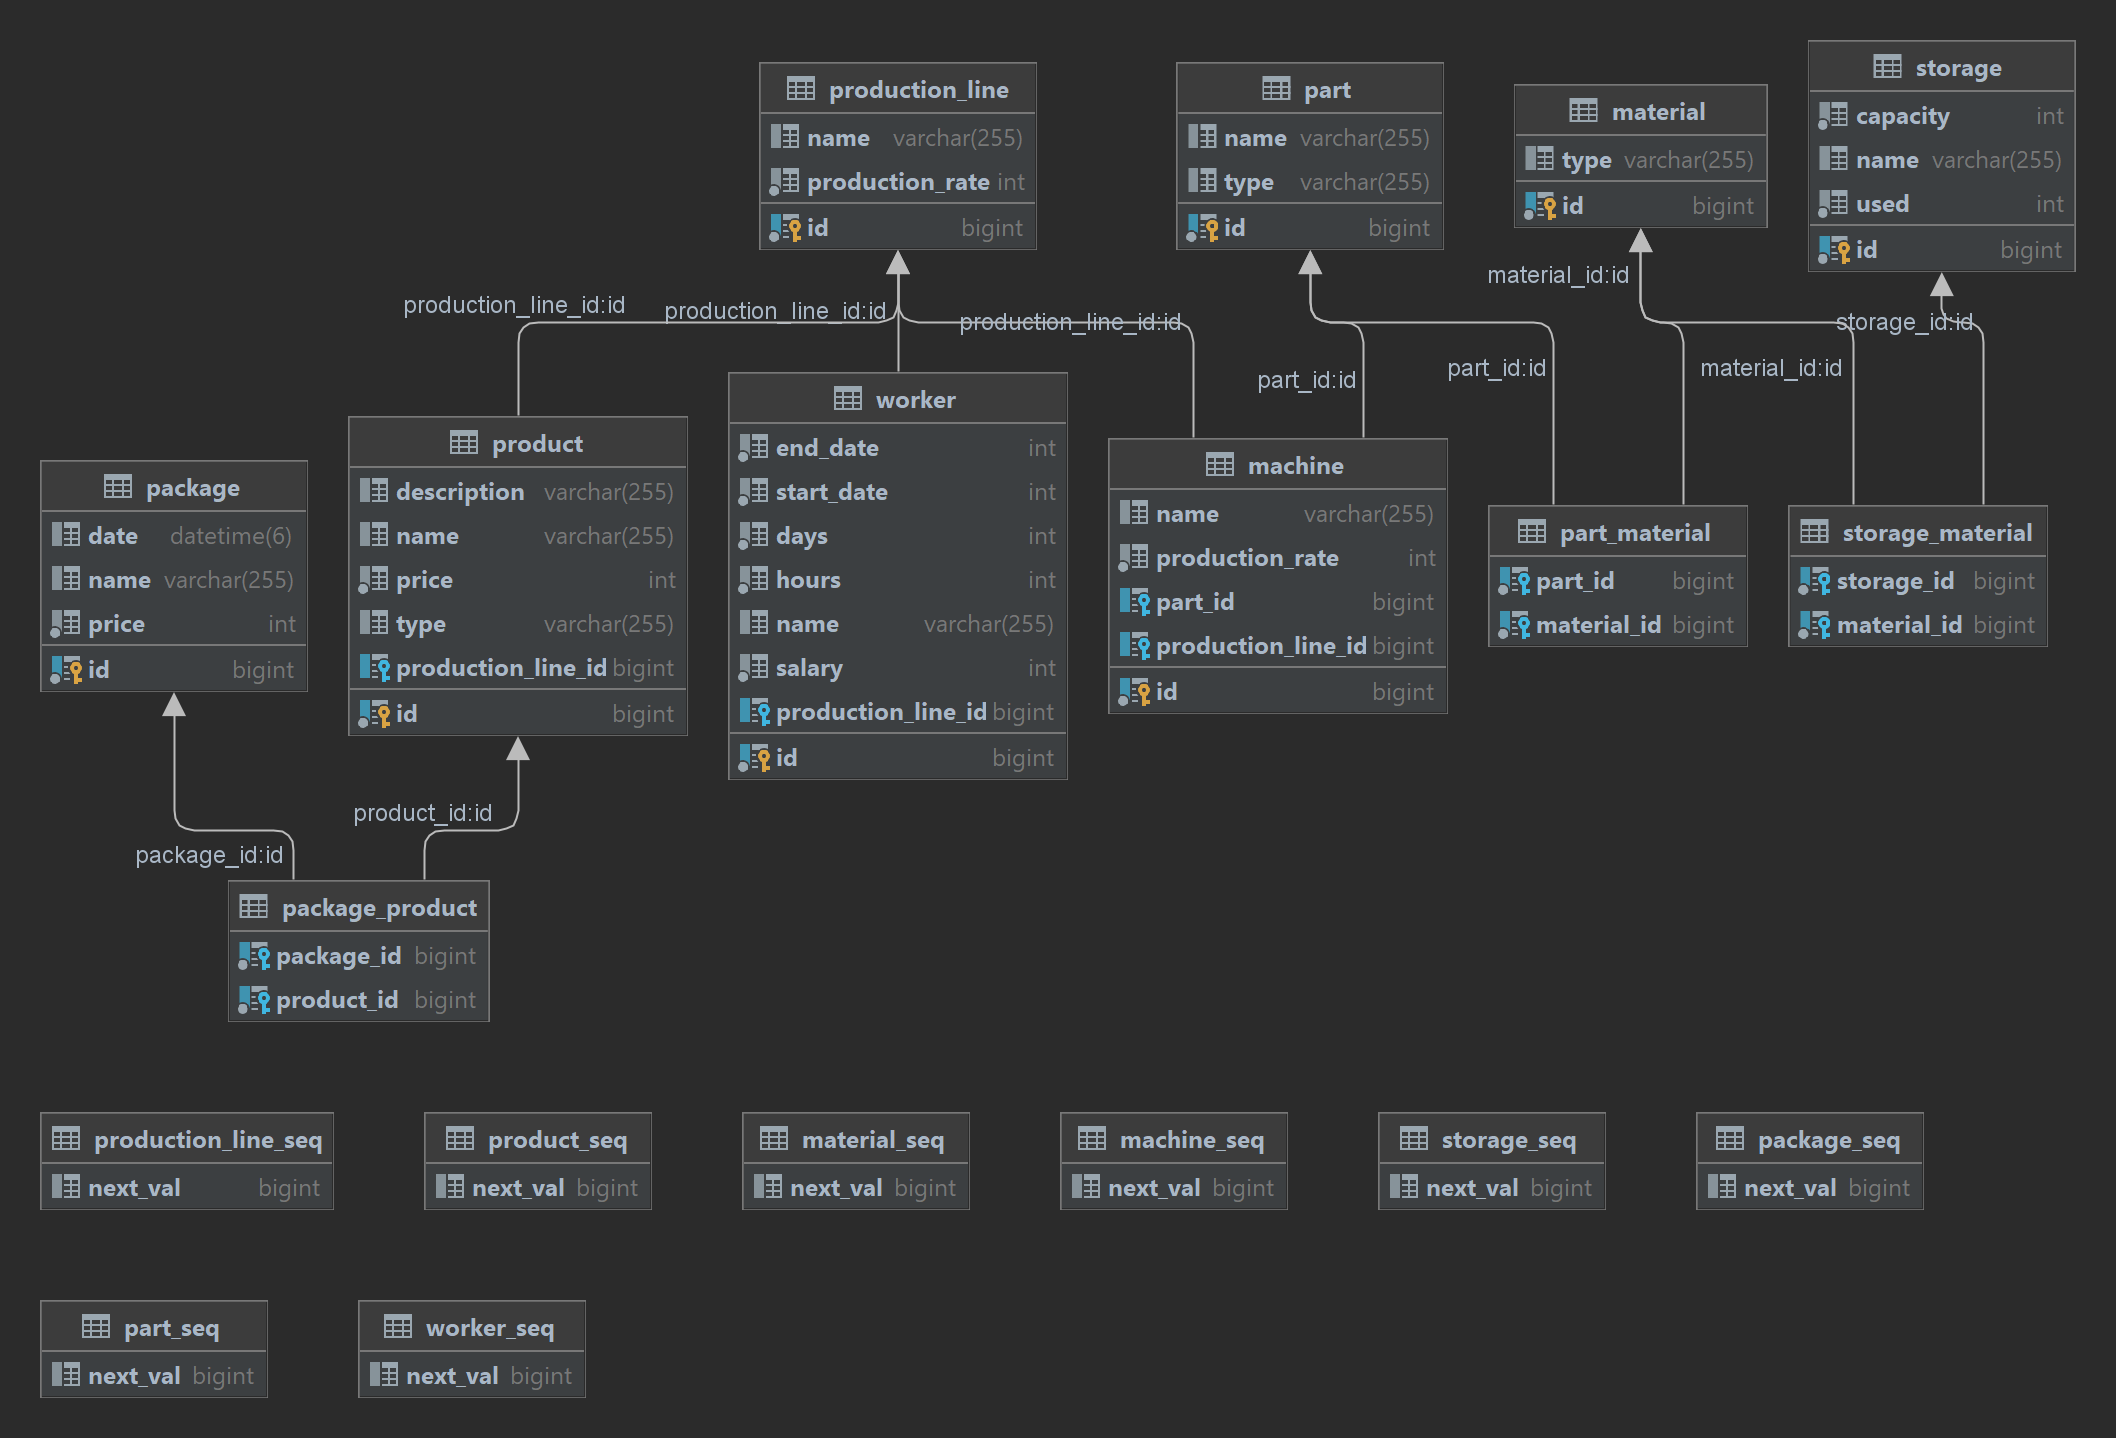 production_line
name varchar(255)
production_rate int
id bigint
part
name varchar(255)
type varchar(255)
id bigint
material
type varchar(255)
id bigint
storage
capacity int
name varchar(255)
used int
id bigint
production_line_id:id
production_line_id:id
production_line_id:id
part_id:id
part_id:id
material_id:id
material_id:id
storage_id:id
package
date datetime(6)
name varchar(255)
price int
id bigint
product
description varchar(255)
name varchar(255)
price int
type varchar(255)
production_line_id bigint
id bigint
worker
end_date int
start_date int
days int
hours int
name varchar(255)
salary int
production_line_id bigint
id bigint
machine
name varchar(255)
production_rate int
part_id bigint
production_line_id bigint
id bigint
part_material
part_id bigint
material_id bigint
storage_material
storage_id bigint
material_id bigint
package_id:id
product_id:id
package_product
package_id bigint
product_id bigint
production_line_seq
next_val bigint
product_seq
next_val bigint
material_seq
next_val bigint
machine_seq
next_val bigint
storage_seq
next_val bigint
package_seq
next_val bigint
part_seq
next_val bigint
worker_seq
next_val bigint